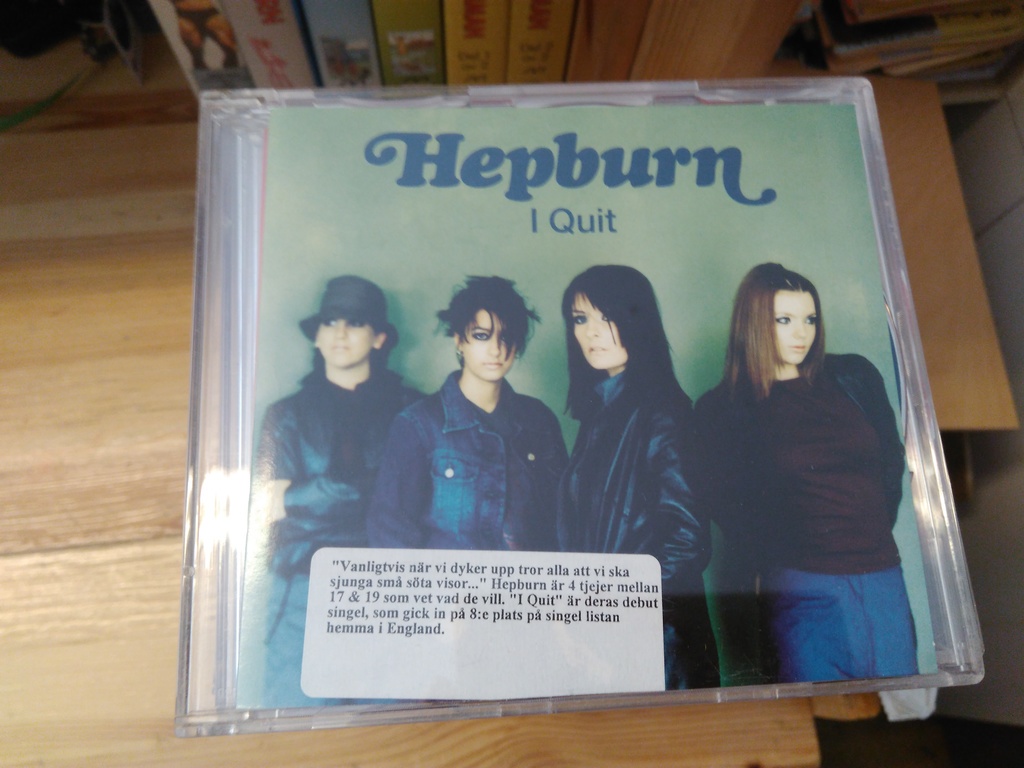 Hepburn
I Quit
"Vanligtvis när vi dyker upp tror alla att vi ska
sjunga små söta visor..." Hepburn är 4 tjejer mellan
17 & 19 som vet vad de vill. "I Quit" är deras debut
singel, som gick in på 8:e plats på singel listan
hemma i England.